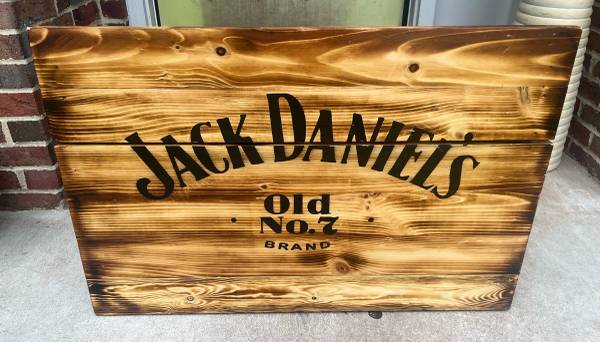 Jack Daniel's
Old
No.7
BRAND